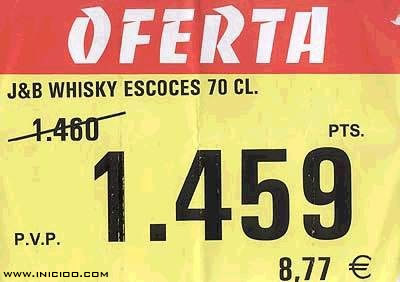 OFERTA
J&B WHISKY ESCOCES 70 CL.
1.460
PTS.
1.459
P.V.P.
8,77 €
WWW.INICIOO.COM